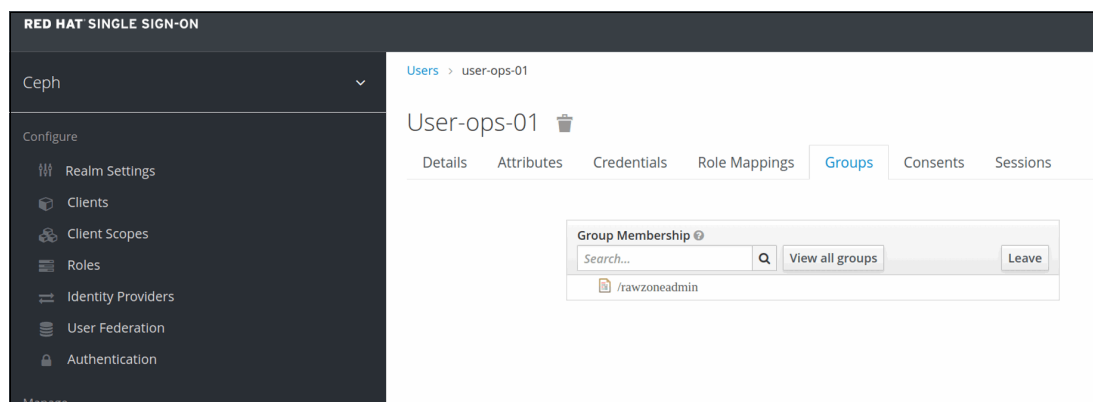 RED HAT SINGLE SIGN-ON
Ceph
Configure
Realm Settings
Clients
Client Scopes
Roles
Identity Providers
User Federation
Authentication
Manage
Users > user-ops-01
User-ops-01
Details Attributes Credentials Role Mappings Groups Consents Sessions
Group Membership
Search... View all groups Leave
/rawzoneadmin